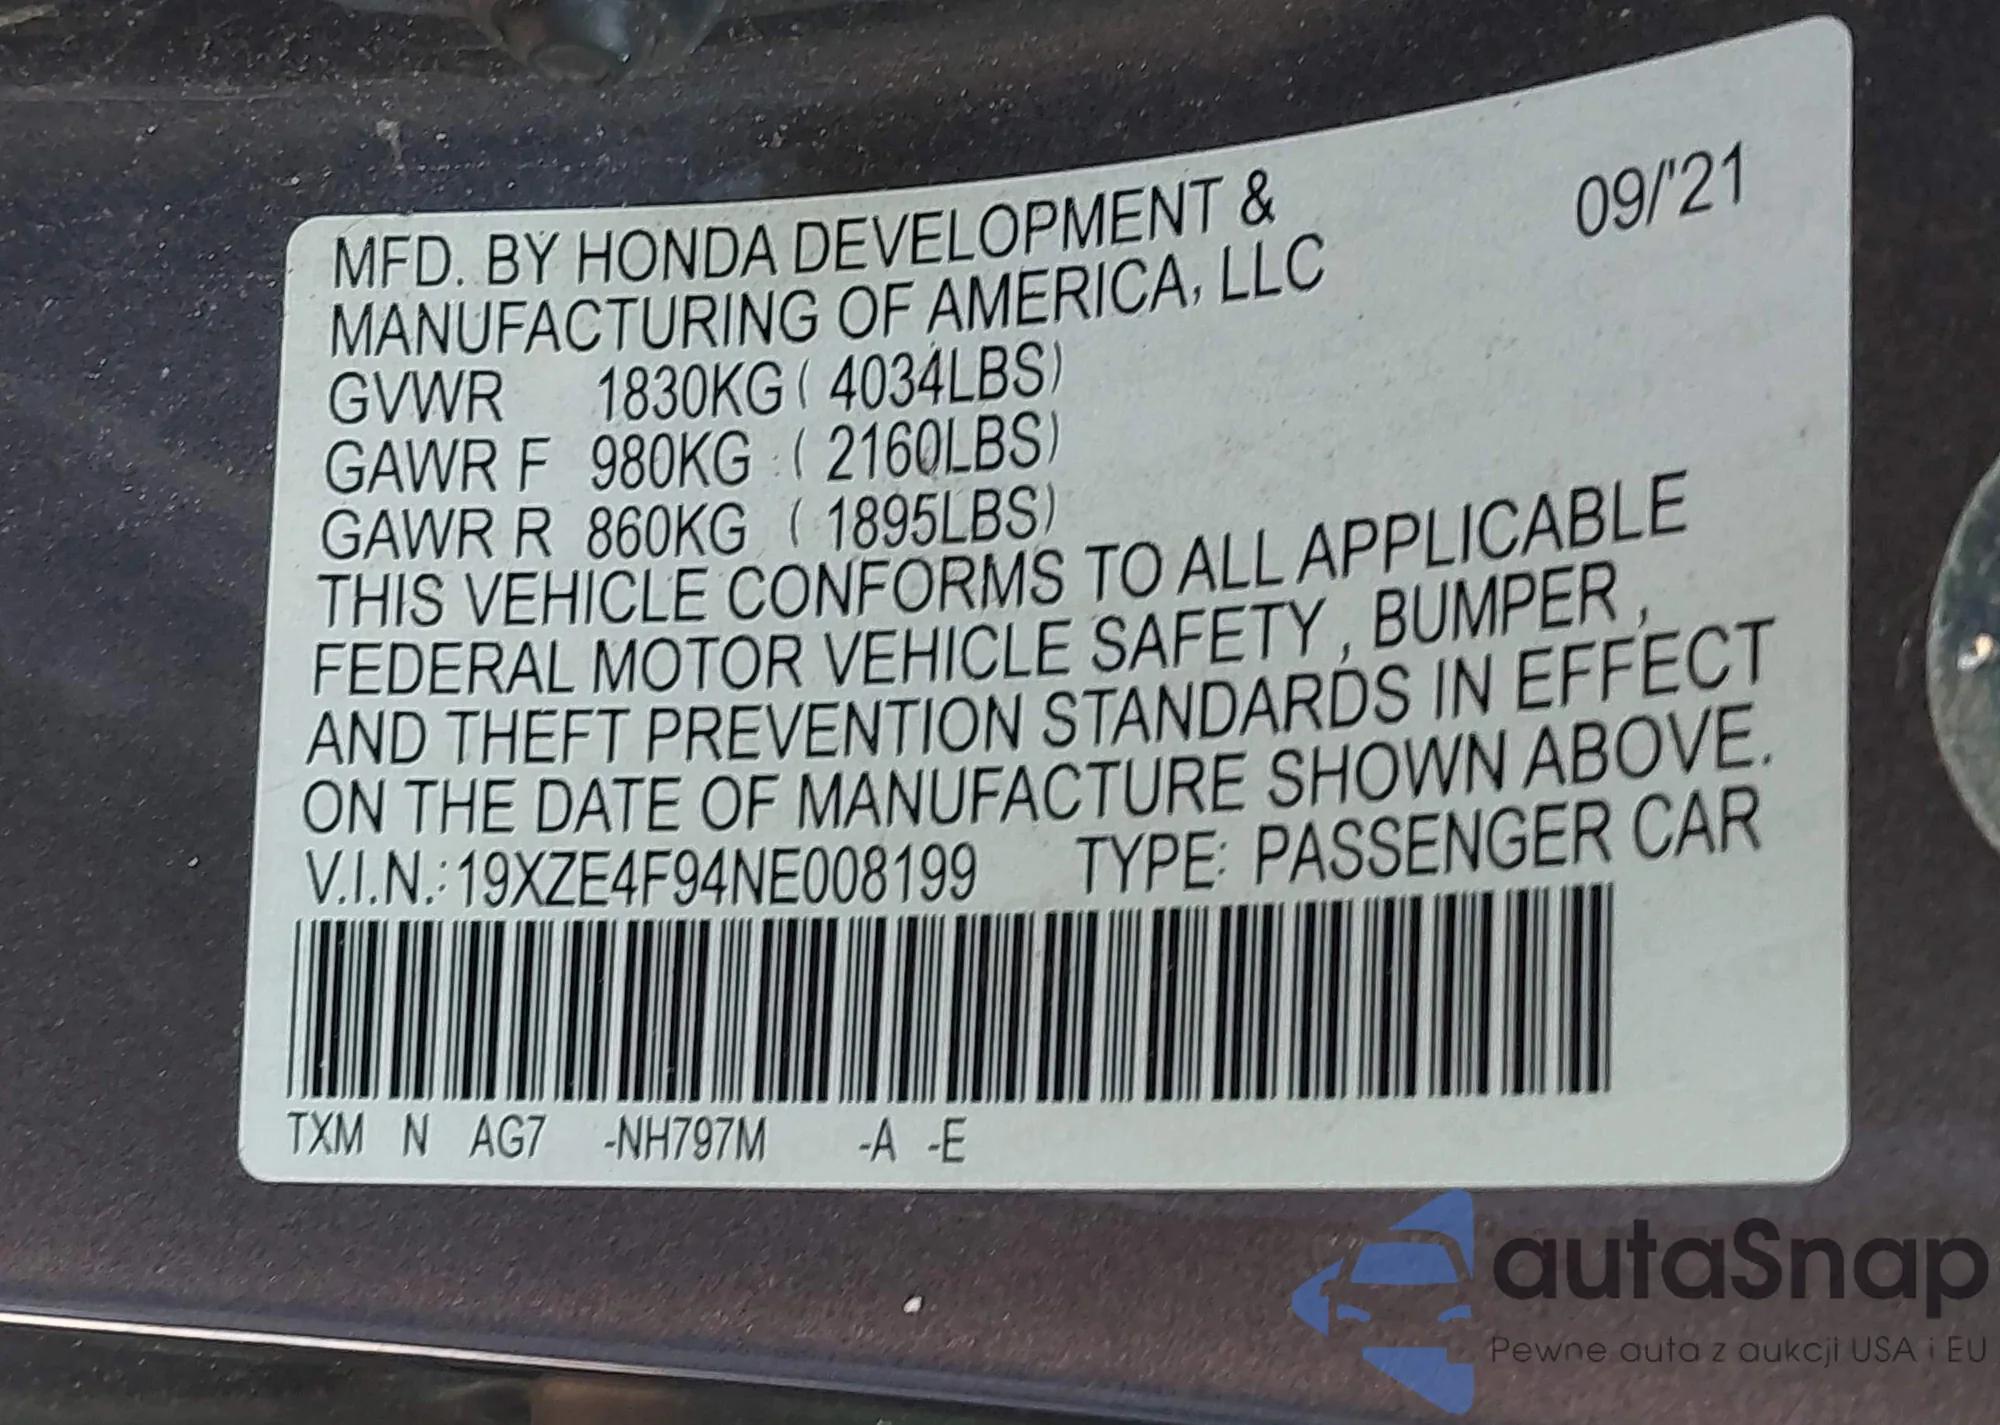 09/'21
MFD. BY HONDA DEVELOPMENT &
MANUFACTURING OF AMERICA, LLC
GVWR 1830KG ( 4034LBS)
GAWR F 980KG ( 2160LBS)
GAWR R 860KG ( 1895LBS)
THIS VEHICLE CONFORMS TO ALL APPLICABLE
FEDERAL MOTOR VEHICLE SAFETY , BUMPER ,
AND THEFT PREVENTION STANDARDS IN EFFECT
ON THE DATE OF MANUFACTURE SHOWN ABOVE.
V.I.N.: 19XZE4F94NE008199 TYPE: PASSENGER CAR
TXM N AG7 -NH797M -A -E
autaSnap
Pewne auta z aukcji USA i EU